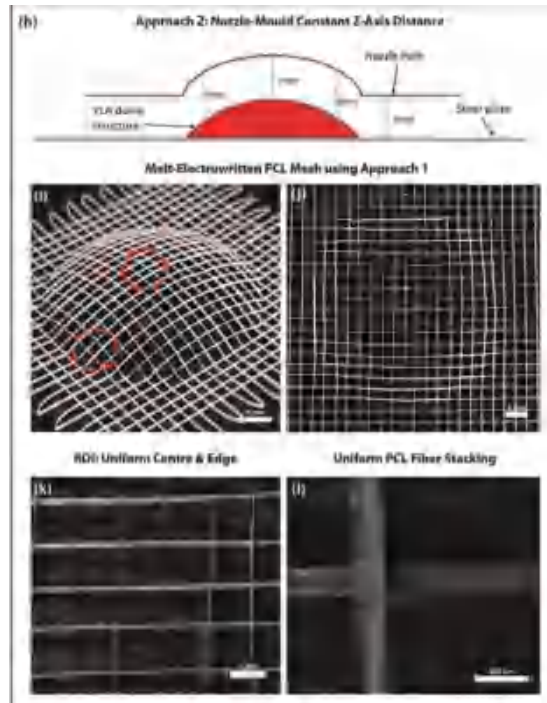 (h) Approach 2: Nozzle-Mould Constant Z-Axis Distance
Nozzle Path
PLA dome
structure
Steel plate
Melt-Electrowritten PCL Mesh using Approach 1
(i)
(j)
ROI: Uniform Centre & Edge
Uniform PCL Fiber Stacking
(k)
(l)